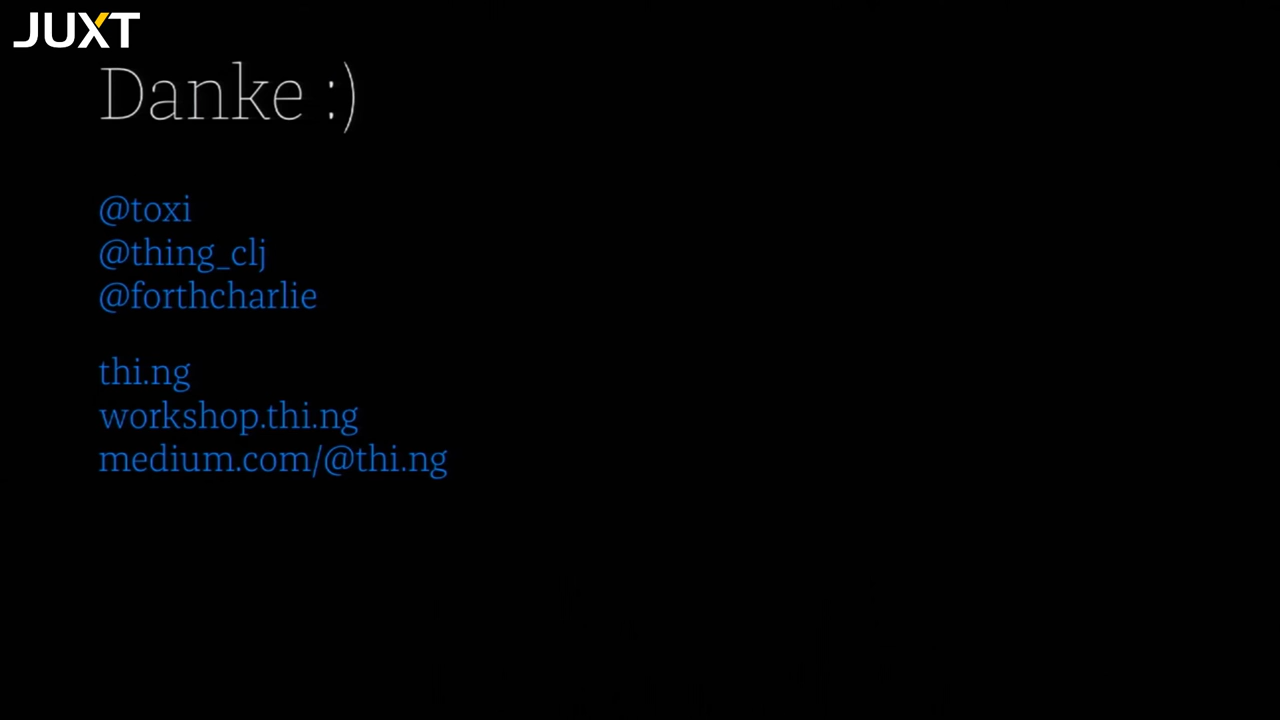 JUXT
Danke :)
@toxi
@thing_clj
@forthcharlie
thi.ng
workshop.thi.ng
medium.com/@thi.ng